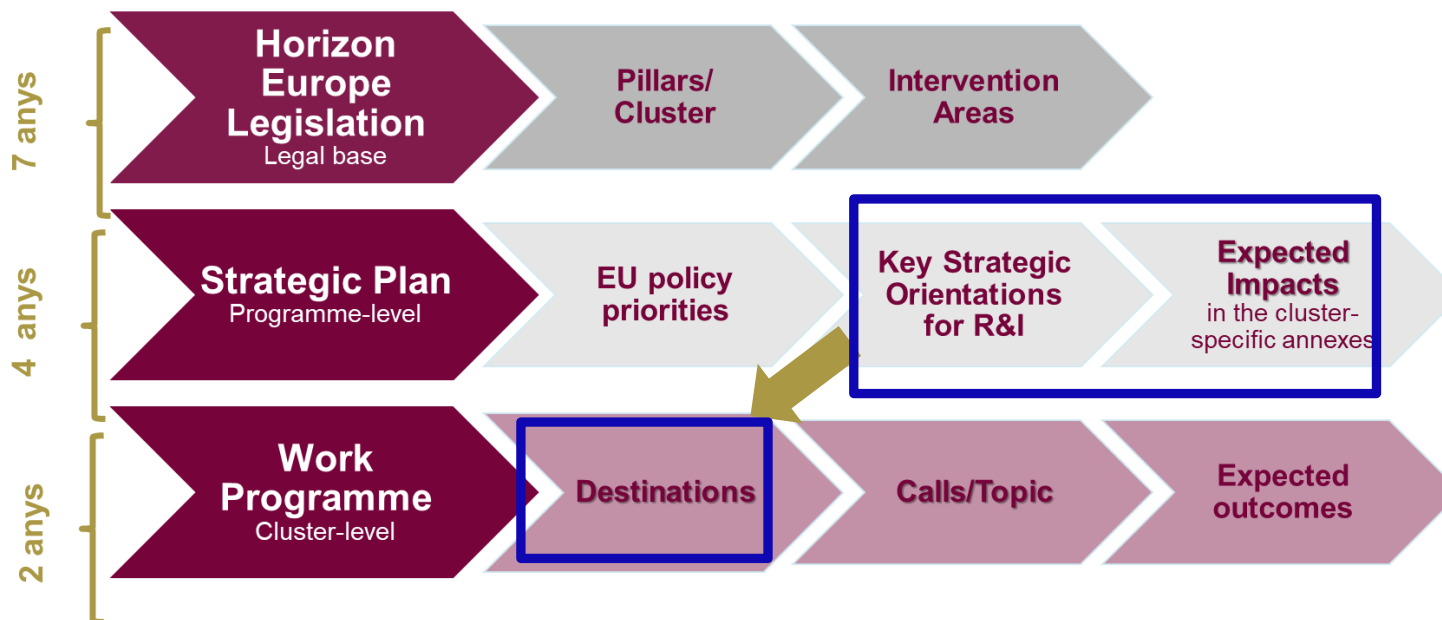 7 anys
Horizon
Europe
Legislation
Legal base
Pillars/
Cluster
Intervention
Areas
4 anys
Strategic Plan
Programme-level
EU policy
priorities
Key Strategic
Orientations
for R&I
Expected
Impacts
in the cluster-
specific annexes
2 anys
Work
Programme
Cluster-level
Destinations
Calls/Topic
Expected
outcomes